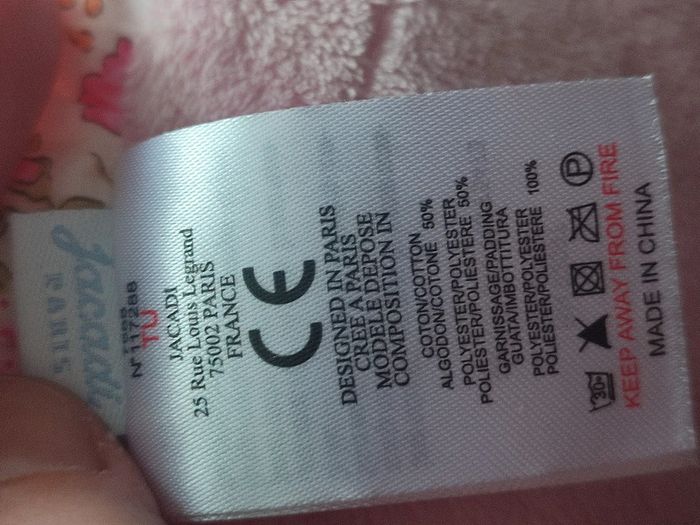 Jacadi
PARIS
N°117288
TU
JACADI
25 Rue Louis Legrand
75002 PARIS
FRANCE
CE
DESIGNED IN PARIS
CREE A PARIS
MODELE DEPOSE
COMPOSITION IN
COTON/COTTON
ALGODON/COTONE 50%
POLYESTER/POLYESTER
POLIESTER/POLIESTERE 50%
GARNISSAGE/PADDING
GUATA/IMBOTTITURA
POLYESTER/POLYESTER
POLIESTER/POLIESTERE 100%
30°
P
KEEP AWAY FROM FIRE
MADE IN CHINA